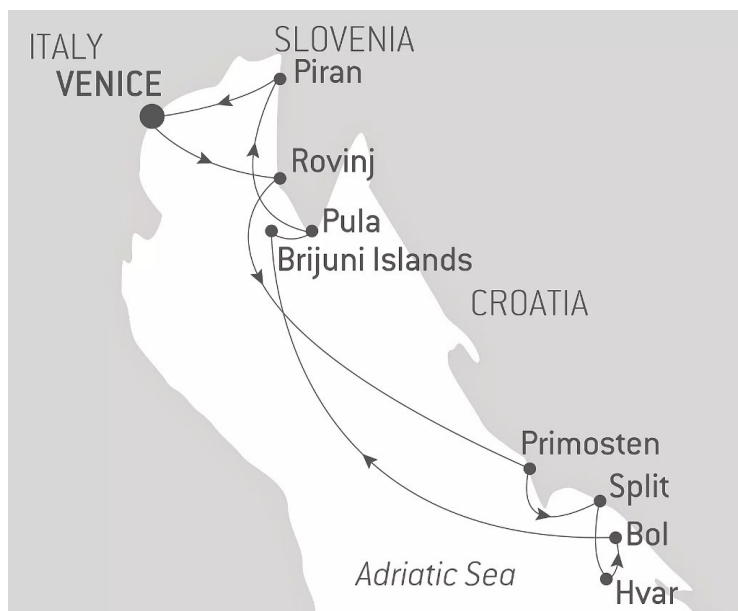 ITALY
SLOVENIA
VENICE
Piran
Rovinj
Pula
Brijuni Islands
CROATIA
Primosten
Split
Bol
Adriatic Sea
Hvar